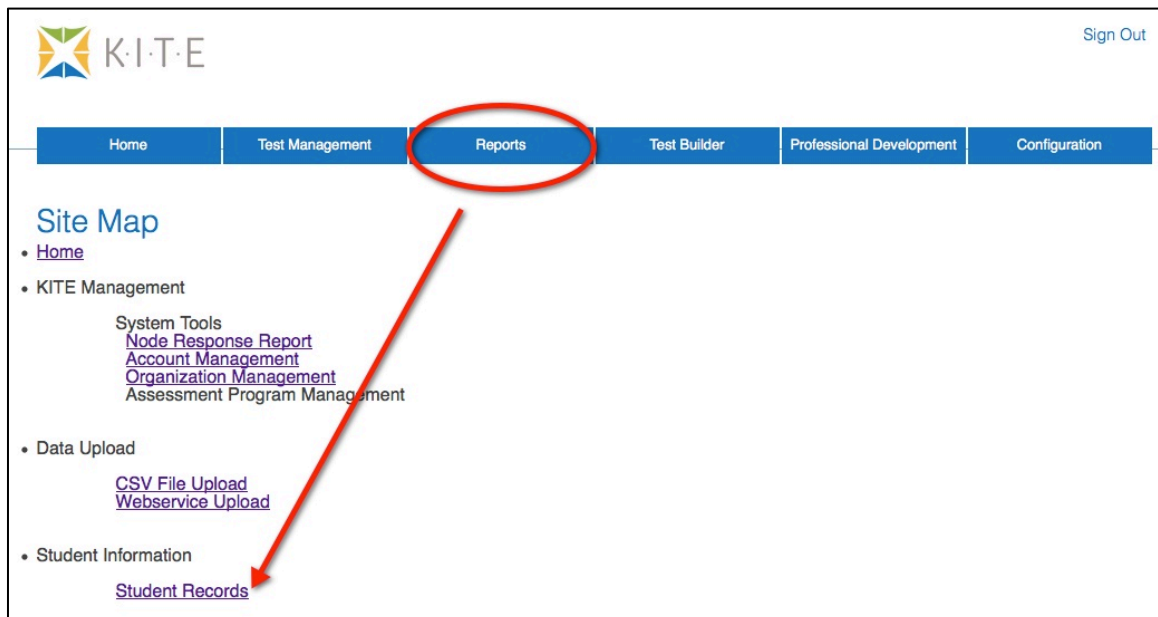 K·I·T·E
Sign Out
Home Test Management Reports Test Builder Professional Development Configuration
Site Map
• Home
• KITE Management
System Tools
Node Response Report
Account Management
Organization Management
Assessment Program Management
• Data Upload
CSV File Upload
Webservice Upload
• Student Information
Student Records